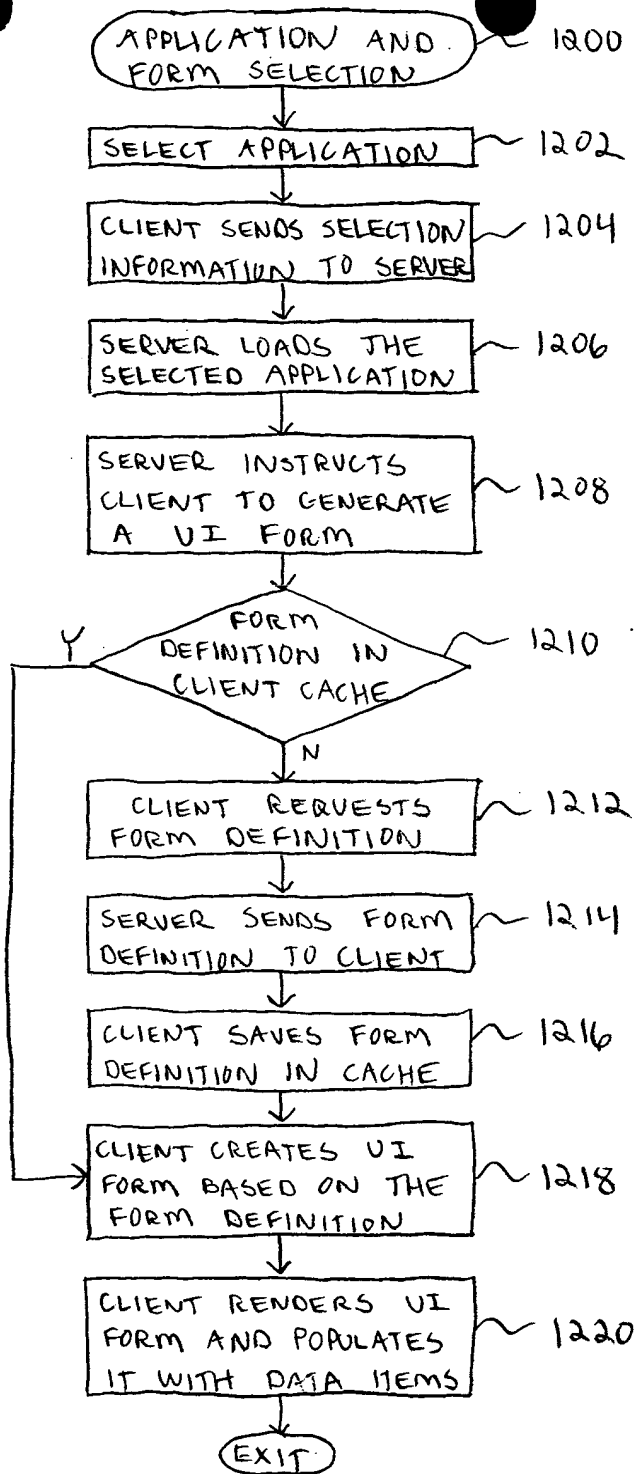 APPLICATION AND
FORM SELECTION
1200
SELECT APPLICATION
1202
CLIENT SENDS SELECTION
INFORMATION TO SERVER
1204
SERVER LOADS THE
SELECTED APPLICATION
1206
SERVER INSTRUCTS
CLIENT TO GENERATE
A UI FORM
1208
FORM
DEFINITION IN
CLIENT CACHE
1210
Y
N
CLIENT REQUESTS
FORM DEFINITION
1212
SERVER SENDS FORM
DEFINITION TO CLIENT
1214
CLIENT SAVES FORM
DEFINITION IN CACHE
1216
CLIENT CREATES UI
FORM BASED ON THE
FORM DEFINITION
1218
CLIENT RENDERS UI
FORM AND POPULATES
IT WITH DATA ITEMS
1220
EXIT